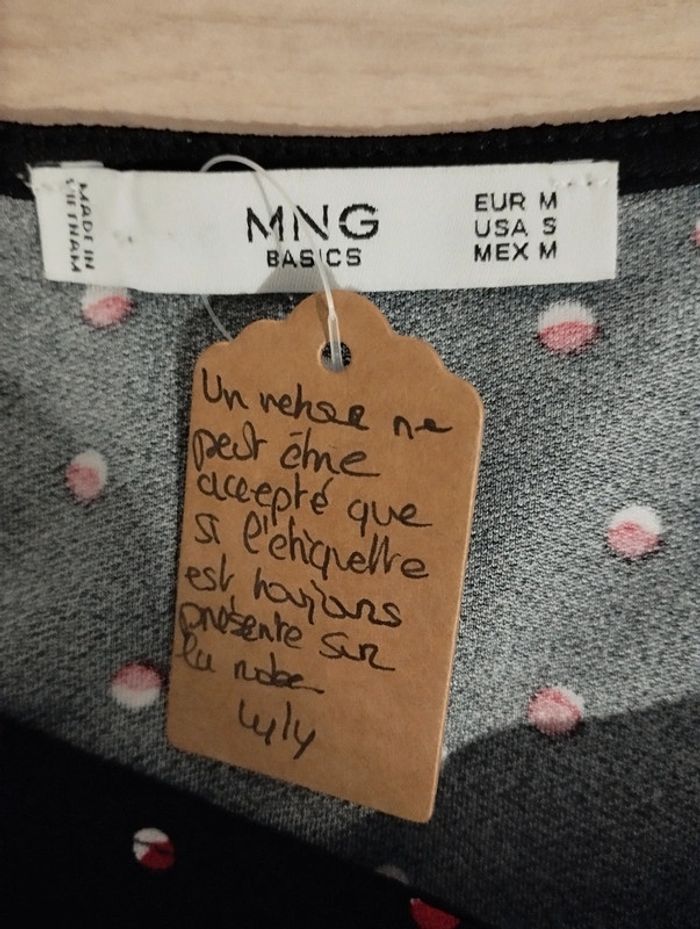 MADE IN
VIETNAM
MNG
BASICS
EUR M
USA S
MEX M
Un retour ne
peut être
accepté que
si l'étiquette
est toujours
présente sur
la robe
Lyly